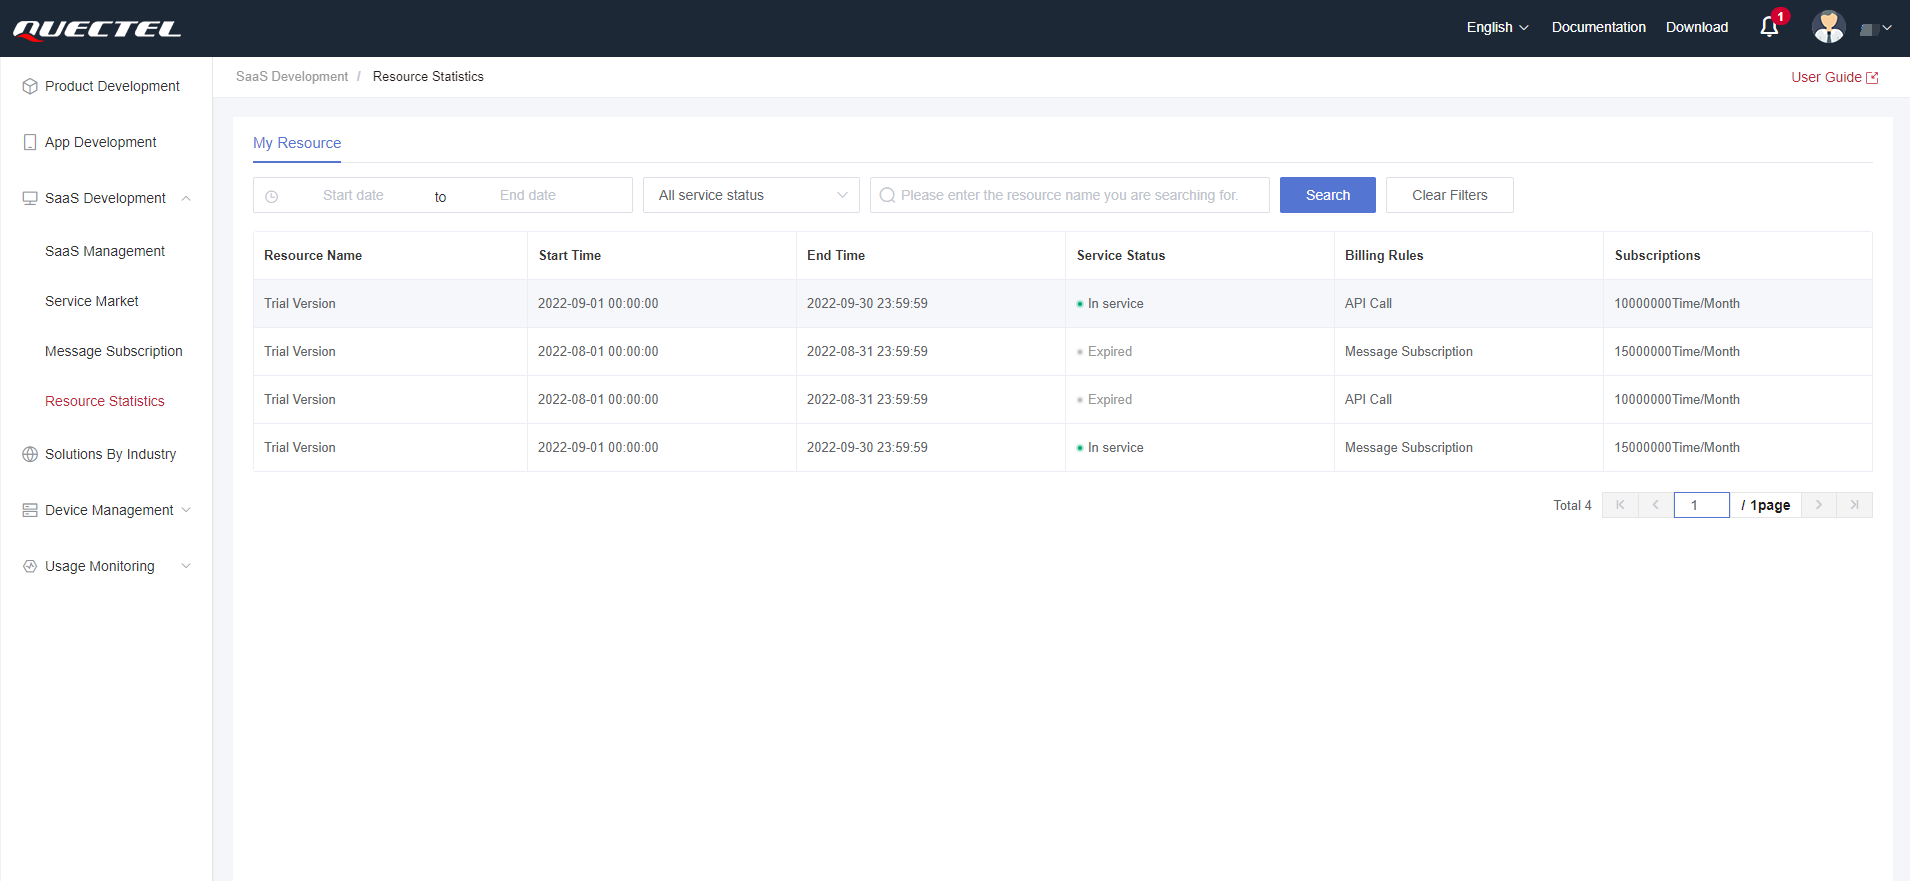 QUECTEL
English Documentation Download 1
Product Development
App Development
SaaS Development
SaaS Management
Service Market
Message Subscription
Resource Statistics
Solutions By Industry
Device Management
Usage Monitoring
SaaS Development / Resource Statistics
User Guide
My Resource
Start date to End date All service status Please enter the resource name you are searching for. Search Clear Filters
Resource Name Start Time End Time Service Status Billing Rules Subscriptions
Trial Version 2022-09-01 00:00:00 2022-09-30 23:59:59 In service API Call 10000000Time/Month
Trial Version 2022-08-01 00:00:00 2022-08-31 23:59:59 Expired Message Subscription 15000000Time/Month
Trial Version 2022-08-01 00:00:00 2022-08-31 23:59:59 Expired API Call 10000000Time/Month
Trial Version 2022-09-01 00:00:00 2022-09-30 23:59:59 In service Message Subscription 15000000Time/Month
Total 4 1 / 1page